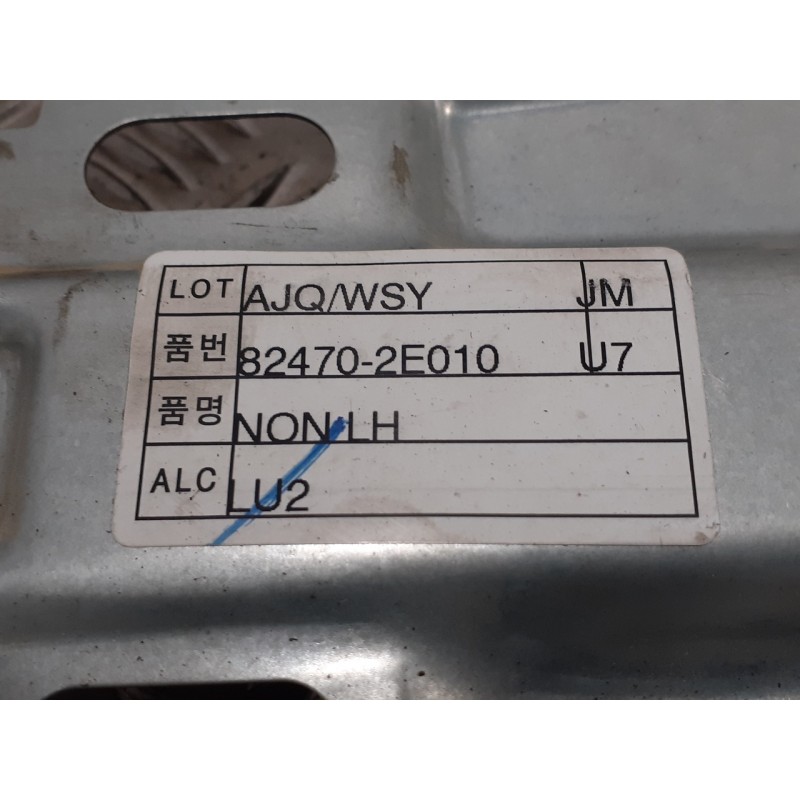 LOT AJQ/WSY JM
품번 82470-2E010 U7
품명 NON LH
ALC LU2